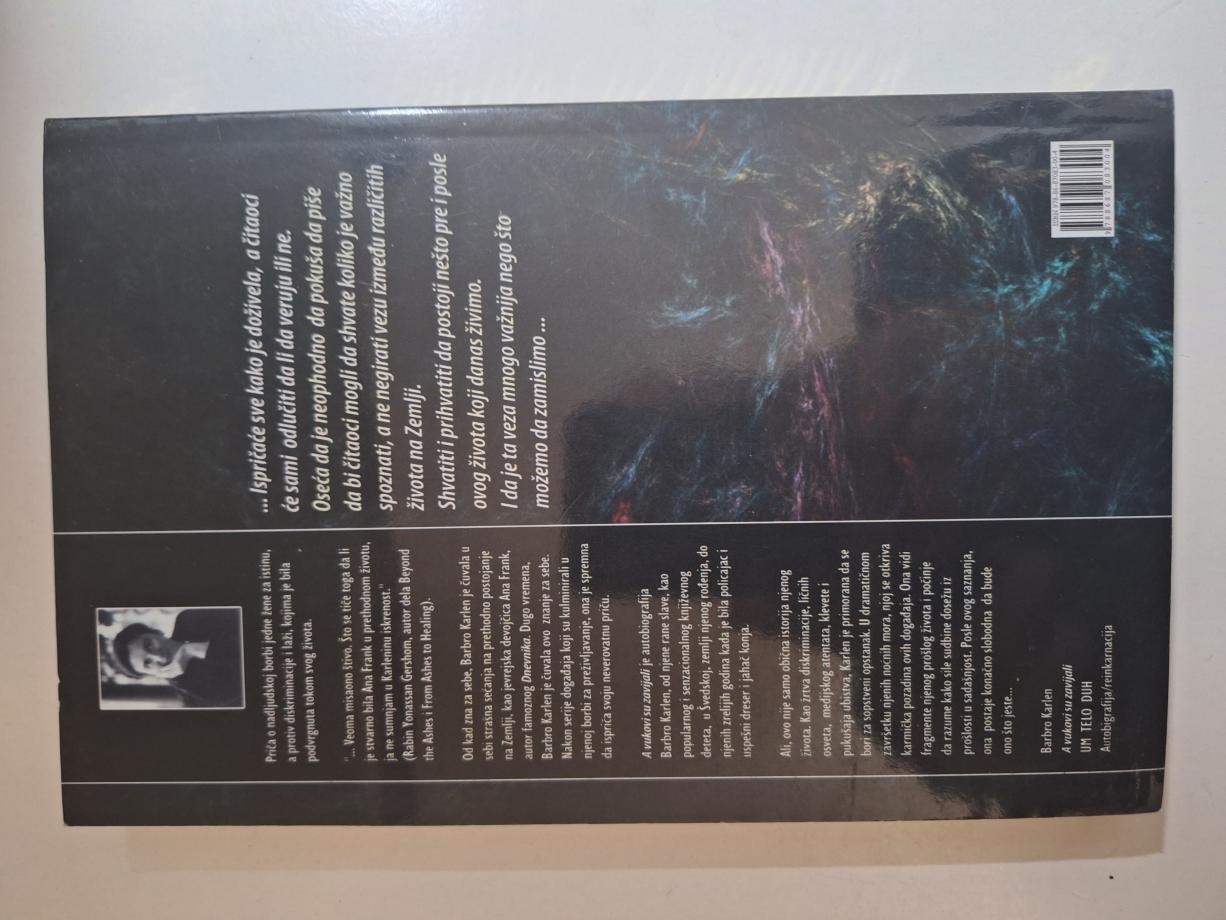 Priča o nadljudskoj borbi jedne žene za istinu,
a protiv diskriminacije i laži, kojima je bila
podvrgnuta tokom svog života.
"... Veoma misaono štivo. Što se tiče toga da li
je stvarno bila Ana Frank u prethodnom životu,
ja ne sumnjam u Karlenini iskrenost."
(Rabin Yonassan Gershom, autor dela Beyond
the Ashes i From Ashes to Healing).
Od kad zna za sebe, Barbro Karlen je čuvala u
sebi strašna sećanja na prethodno postojanje
na Zemlji, kao jevrejska devojčica Ana Frank,
autor famoznog Dnevnika. Dugo vremena,
Barbro Karlen je čuvala ovo znanje za sebe.
Nakon serije događaja koji su kulminirali u
njenoj borbi za preživljavanje, ona je spremna
da ispriča svoju neverovatnu priču.
A vukovi su zavijali je autobiografija
Barbro Karlen, od njene rane slave, kao
popularnog i senzacionalnog književnog
deteta, u Švedskoj, zemlji njenog rođenja, do
njenih zrelijih godina kada je bila policajac i
uspešni dreser i jahač konja.
Ali, ovo nije samo obična istorija njenog
života. Kao žrtva diskriminacije, ličnih
osveta, medijskog arenata, klevete i
pukušaja ubistva, Karlen je primorana da se
bori za sopstveni opstanak. U dramatičnom
završetku njenih noćnih mora, njoj se otkriva
karmička pozadina ovih događaja. Ona vidi
fragmente njenog prošlog života i počinje
da razume kako sile sudbine dosežu iz
prošlosti u sadašnjost. Posle ovog saznanja,
ona postaje konačno slobodna da bude
ono što jeste...
Barbro Karlen
A vukovi su zavijali
UM TELO DUH
Autobiografija/reinkarnacija
... Ispričaće sve kako je doživela, a čitaoci
će sami odlučiti da li da veruju ili ne.
Oseća da je neophodno da pokuša da piše
da bi čitaoci mogli da shvate koliko je važno
spoznati, a ne negirati vezu između različitih
života na Zemlji.
Shvatiti i prihvatiti da postoji nešto pre i posle
ovog života koji danas živimo.
I da je ta veza mnogo važnija nego što
možemo da zamislimo ...
ISBN 978-86-87083-00-4
9 788687 083004